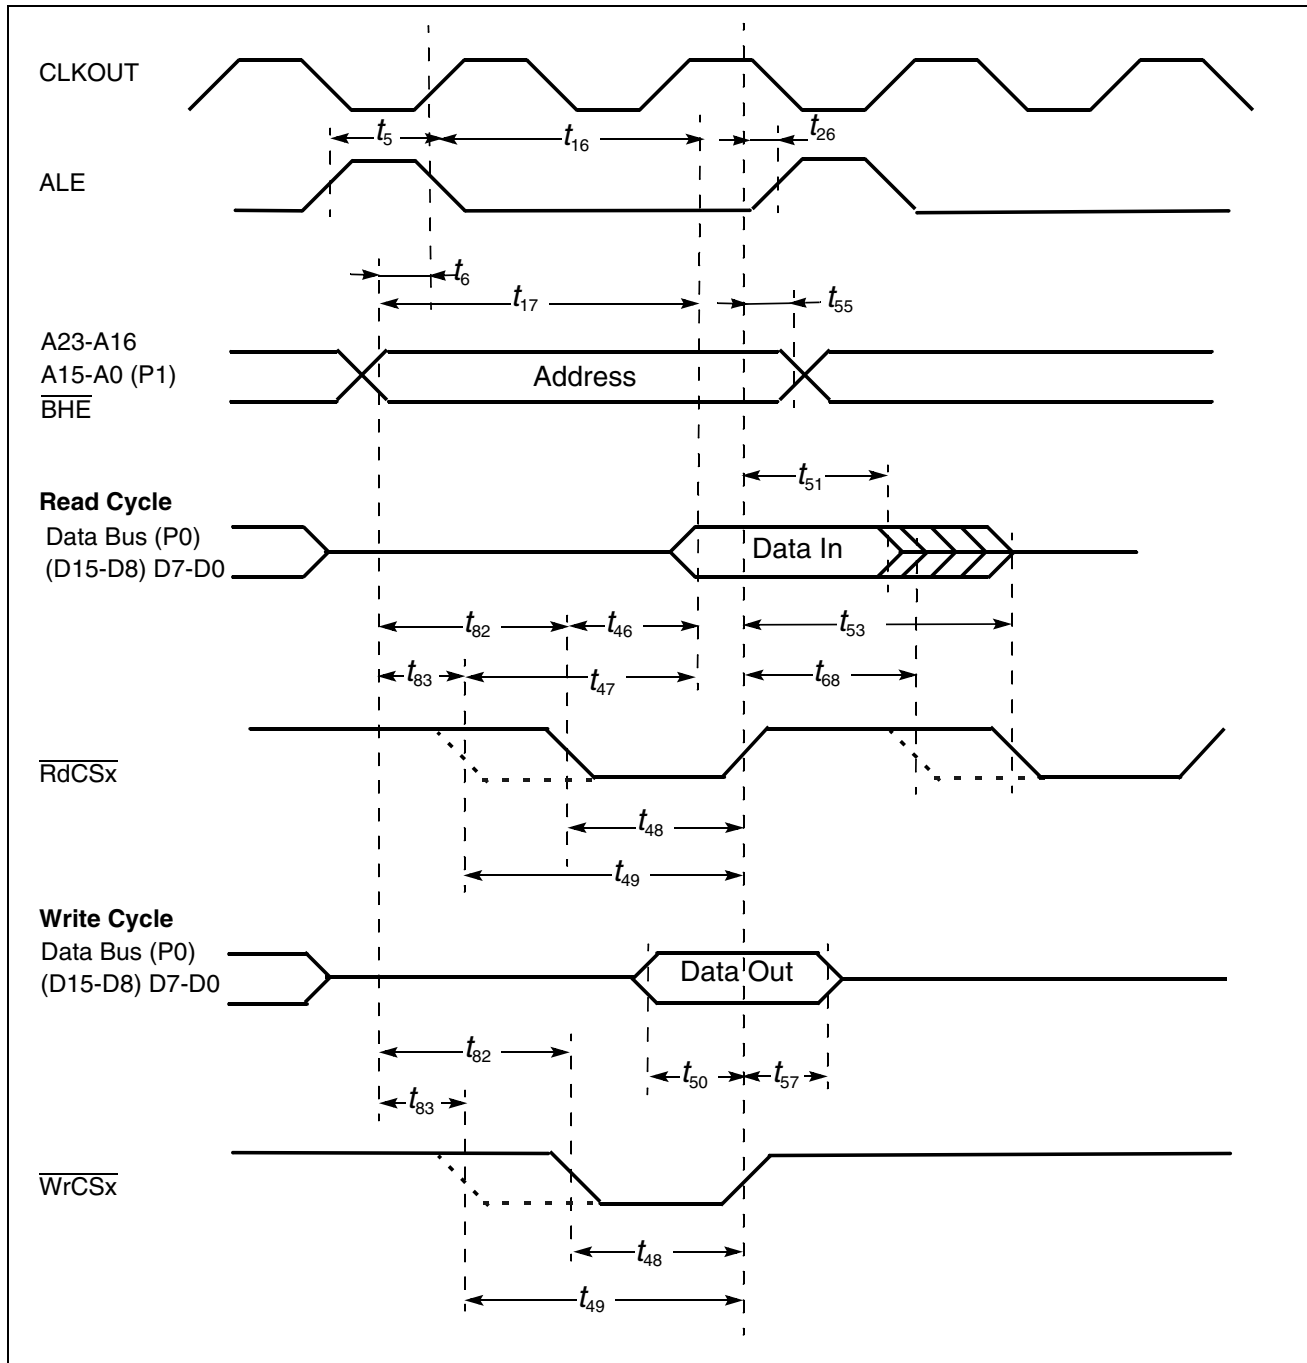 CLKOUT
t5
t16
t26
ALE
t6
t17
t55
A23-A16
A15-A0 (P1)
BHE
Address
t51
Read Cycle
Data Bus (P0)
(D15-D8) D7-D0
Data In
t82
t46
t53
t83
t47
t68
RdCSx
t48
t49
Write Cycle
Data Bus (P0)
(D15-D8) D7-D0
Data Out
t82
t50
t57
t83
WrCSx
t48
t49